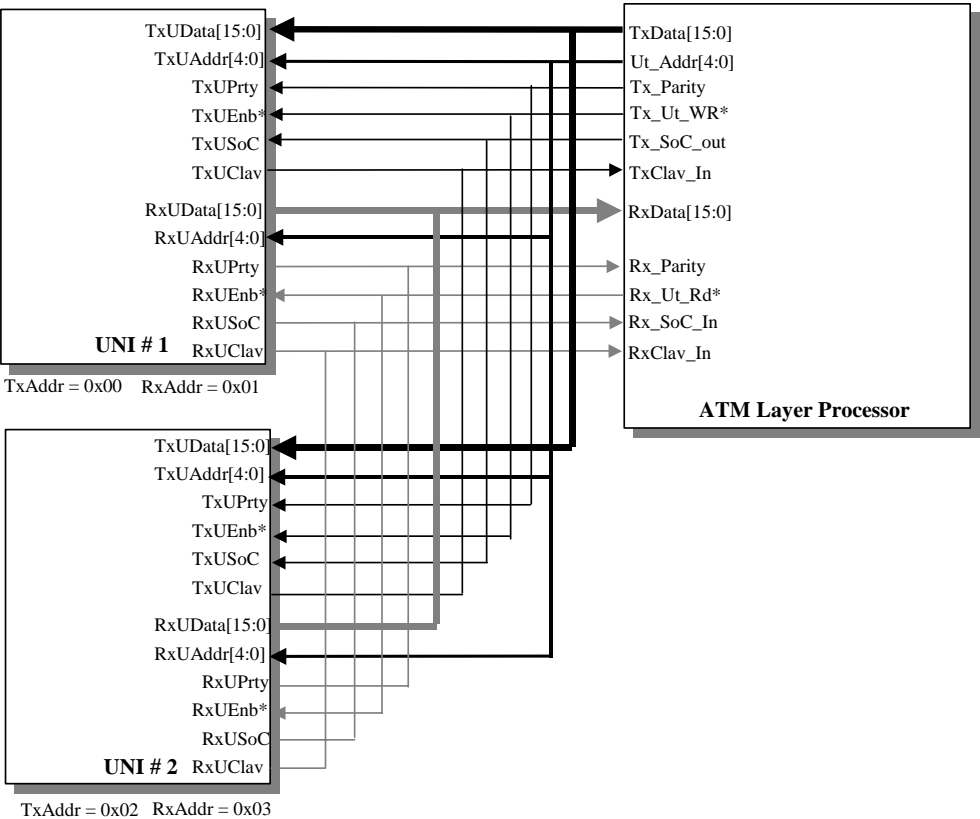 TxUData[15:0]
TxUAddr[4:0]
TxUPrty
TxUEnb*
TxUSoC
TxUClav
RxUData[15:0]
RxUAddr[4:0]
RxUPrty
RxUEnb*
RxUSoC
UNI # 1
RxUClav
TxAddr = 0x00 RxAddr = 0x01
TxData[15:0]
Ut_Addr[4:0]
Tx_Parity
Tx_Ut_WR*
Tx_SoC_out
TxClav_In
RxData[15:0]
Rx_Parity
Rx_Ut_Rd*
Rx_SoC_In
RxClav_In
ATM Layer Processor
TxUData[15:0]
TxUAddr[4:0]
TxUPrty
TxUEnb*
TxUSoC
TxUClav
RxUData[15:0]
RxUAddr[4:0]
RxUPrty
RxUEnb*
RxUSoC
UNI # 2 RxUClav
TxAddr = 0x02 RxAddr = 0x03